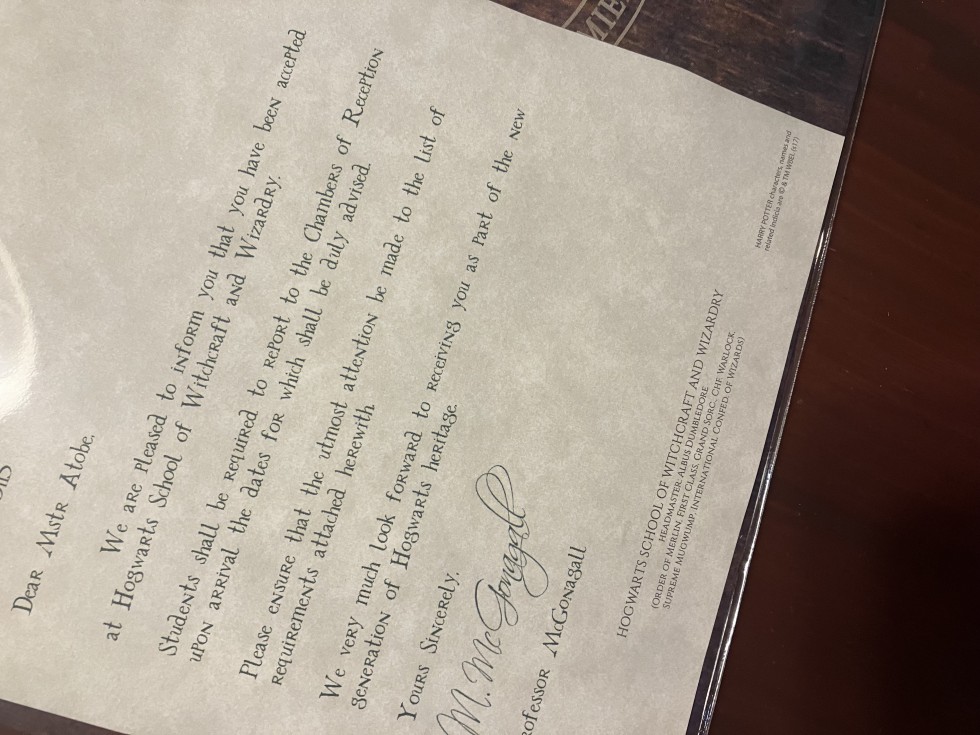 Dear Mstr Atobe,
We are pleased to inform you that you have been accepted
at Hogwarts School of Witchcraft and Wizardry.
Students shall be required to report to the Chambers of Reception
upon arrival the dates for which shall be duly advised.
Please ensure that the utmost attention be made to the list of
requirements attached herewith
We very much look forward to receiving you as part of the new
generation of Hogwarts heritage.
Yours Sincerely,
M. McGonagall
rofessor McGonagall
HOGWARTS SCHOOL OF WITCHCRAFT AND WIZARDRY
HEADMASTER: ALBUS DUMBLEDORE
(ORDER OF MERLIN, FIRST CLASS, GRAND SORC., CHF. WARLOCK,
SUPREME MUGWUMP, INTERNATIONAL CONFED. OF WIZARDS)
HARRY POTTER characters, names and
related indicia are © & TM WBEI. (s17)
MIE